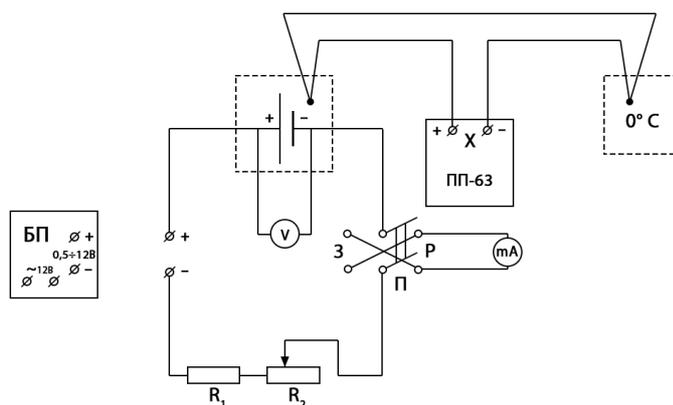 + −
0° C
+ X −
ПП-63
БП
+
0,5÷12В
~12В −
+
−
V
З
Р
П
mA
R1
R2